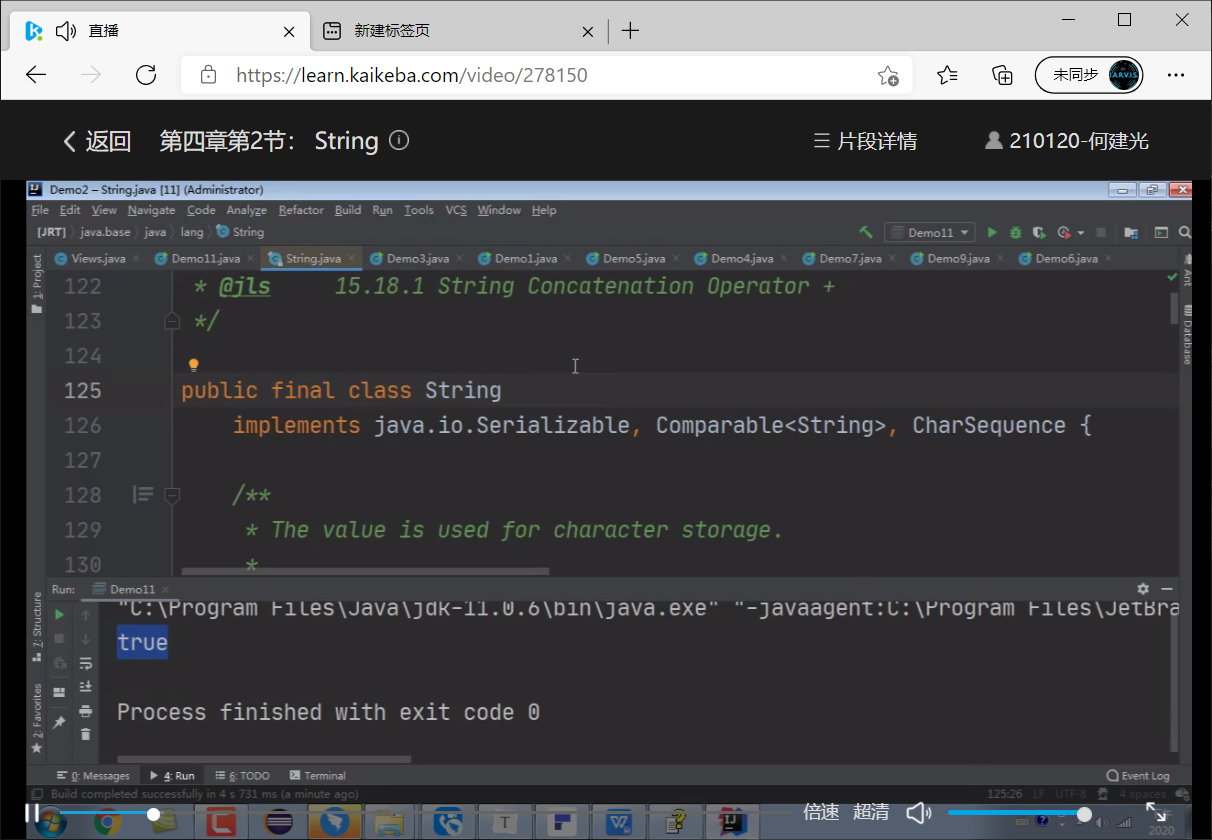 直播
新建标签页
https://learn.kaikeba.com/video/278150
未同步
J.A.R.V.I.S.
返回 第四章第2节： String
片段详情
210120-何建光
Demo2 – String.java [11] (Administrator)
File Edit View Navigate Code Analyze Refactor Build Run Tools VCS Window Help
[JRT] java.base java lang String
Demo11
Views.java Demo11.java String.java Demo3.java Demo1.java Demo5.java Demo4.java Demo7.java Demo9.java Demo6.java
1: Project
Ant
Database
122 * @jls 15.18.1 String Concatenation Operator +
123 */
124
125 public final class String
126 implements java.io.Serializable, Comparable<String>, CharSequence {
127
128 /**
129 * The value is used for character storage.
130 *
Run: Demo11
"C:\Program Files\Java\jdk-11.0.6\bin\java.exe" "-javaagent:C:\Program Files\JetBra
true
Process finished with exit code 0
7: Structure
2: Favorites
0: Messages 4: Run 6: TODO Terminal
Event Log
Build completed successfully in 4 s 731 ms (a minute ago)
125:26 LF UTF-8 4 spaces
倍速 超清
2020